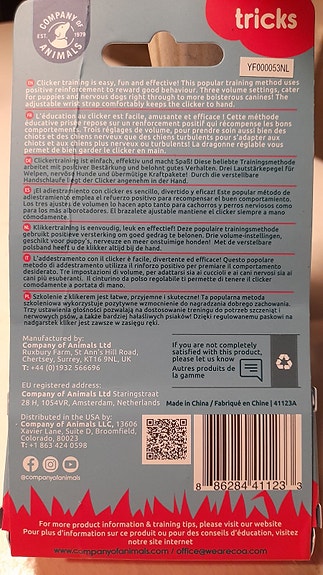 COMPANY OF
EST. 1979
ANIMALS
tricks
YF000053NL
EN Clicker training is easy, fun and effective! This popular training method uses
positive reinforcement to reward good behaviour. Three volume settings, cater
for puppies and nervous dogs right through to more boisterous canines! The
adjustable wrist strap comfortably keeps the clicker to hand.
FR L'éducation au clicker est facile, amusante et efficace ! Cette méthode
éducative prisée repose sur un renforcement positif qui récompense les bons
comportements. Trois réglages de volume, pour prendre soin aussi bien des
chiots et des chiens nerveux que des chiens turbulents pour s'adapter aux
chiots et aux chiens plus nerveux ou turbulents! La dragonne réglable vous
permet de bien garder le clicker en main.
DE Clickertraining ist einfach, effektiv und macht Spaß! Diese beliebte Trainingsmethode
arbeitet mit positiver Bestärkung und belohnt gutes Verhalten. Drei Lautstärkepegel für
Welpen, nervöse Hunde und übermütige Kraftpakete! Durch die verstellbare
Handschlaufe liegt der Clicker angenehm in der Hand.
ES ¡El adiestramiento con clicker es sencillo, divertido y eficaz! Este popular método de
adiestramiento emplea el refuerzo positivo para recompensar el buen comportamiento.
Los tres ajustes de volumen lo hacen apto tanto para cachorros y perros nerviosos como
para los más alborotadores. El brazalete ajustable mantiene el clicker siempre a mano
cómodamente.
NL Klikkertraining is eenvoudig, leuk en effectief! Deze populaire trainingsmethode
gebruikt positieve versterking om goed gedrag te belonen. Drie volume-instellingen,
geschikt voor puppy's, nerveuze en meer onstuimige honden! Met de verstelbare
polsband heeft u de klikker altijd bij de hand.
IT L'addestramento con il clicker è facile, divertente ed efficace! Questo popolare
metodo di addestramento utilizza il rinforzo positivo per premiare il comportamento
desiderato. Tre impostazioni di volume, per adattarsi sia ai cuccioli e ai cani nervosi sia ai
cani più esuberanti. Il cinturino da polso regolabile ti permette di tenere il clicker
comodamente a portata di mano.
PL Szkolenie z klikerem jest łatwe, przyjemne i skuteczne! Ta popularna metoda
szkoleniowa wykorzystuje pozytywne wzmocnienie do nagradzania dobrego zachowania.
Trzy ustawienia głośności pozwalają na dostosowanie treningu do potrzeb szczeniąt i
nerwowych psów, a także bardziej hałaśliwych psiaków! Dzięki regulowanemu paskowi na
nadgarstek kliker jest zawsze w zasięgu ręki.
Manufactured by:
Company of Animals Ltd
Ruxbury Farm, St Ann's Hill Road,
Chertsey, Surrey, KT16 9NL, UK
T: +44 (0)1932 566696
If you are not completely
satisfied with this product,
please let us know
Autres produits de
la gamme
EU registered address:
Company of Animals Ltd Staringstraat
28 H, 1054VR, Amsterdam, Netherlands
Made in China / Fabriqué en China | 41123A
Distributed in the USA by:
Company of Animals LLC, 13606
Xavier Lane, Suite D, Broomfield,
Colorado, 80023
T: +1 863 424 0598
@companyofanimals
8 86284 41123 3
For more product information & training tips, please visit our website
Pour plus d'information sur ce produit ou pour des conseils d'éducation, visitez
notre site internet
www.companyofanimals.com / office@wearecoa.com